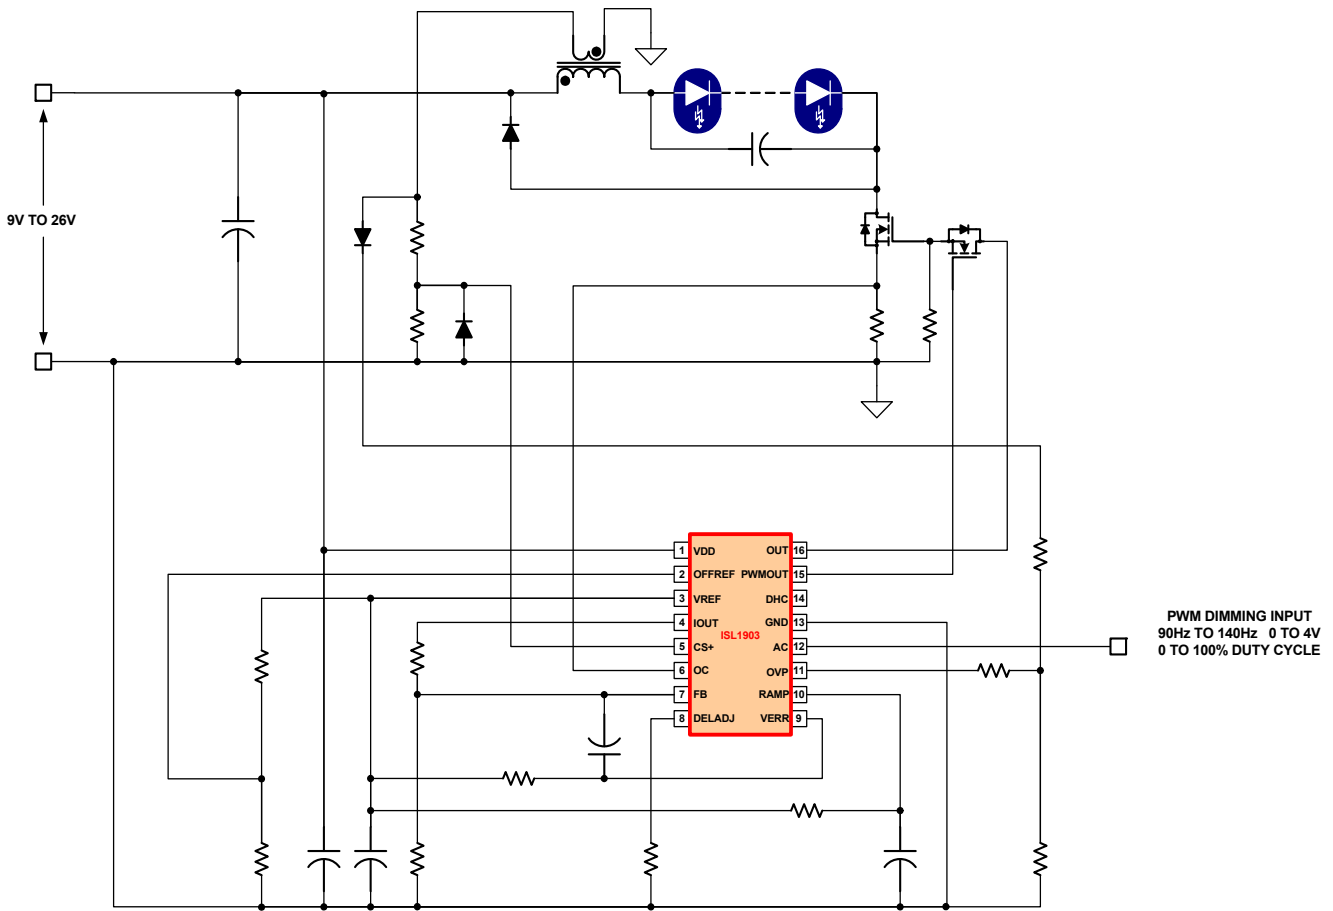 9V TO 26V
1 VDD
2 OFFREF
3 VREF
4 IOUT
5 CS+
6 OC
7 FB
8 DELADJ
ISL1903
OUT 16
PWMOUT 15
DHC 14
GND 13
AC 12
OVP 11
RAMP 10
VERR 9
PWM DIMMING INPUT
90Hz TO 140Hz 0 TO 4V
0 TO 100% DUTY CYCLE